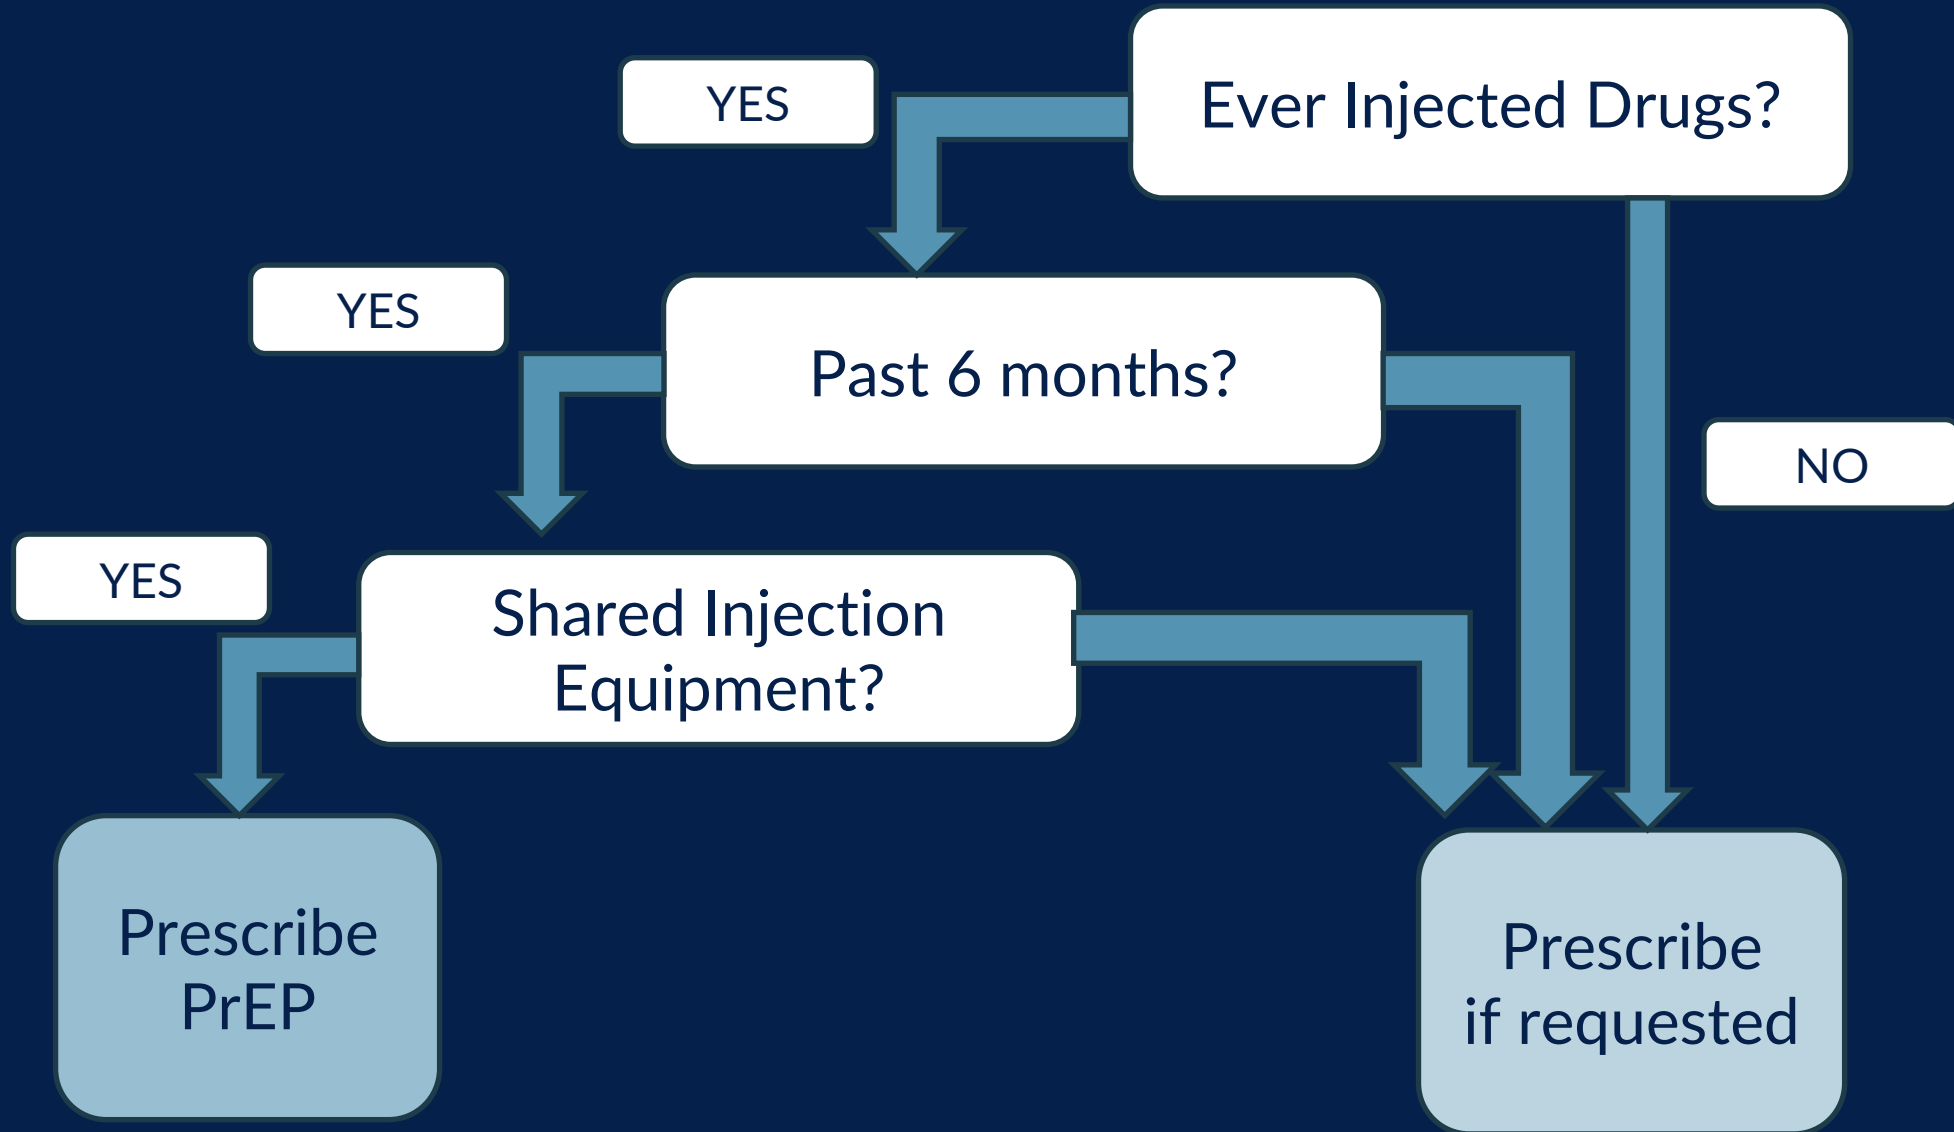 Ever Injected Drugs?
YES
Past 6 months?
YES
NO
Shared Injection
Equipment?
YES
Prescribe
PrEP
Prescribe
if requested